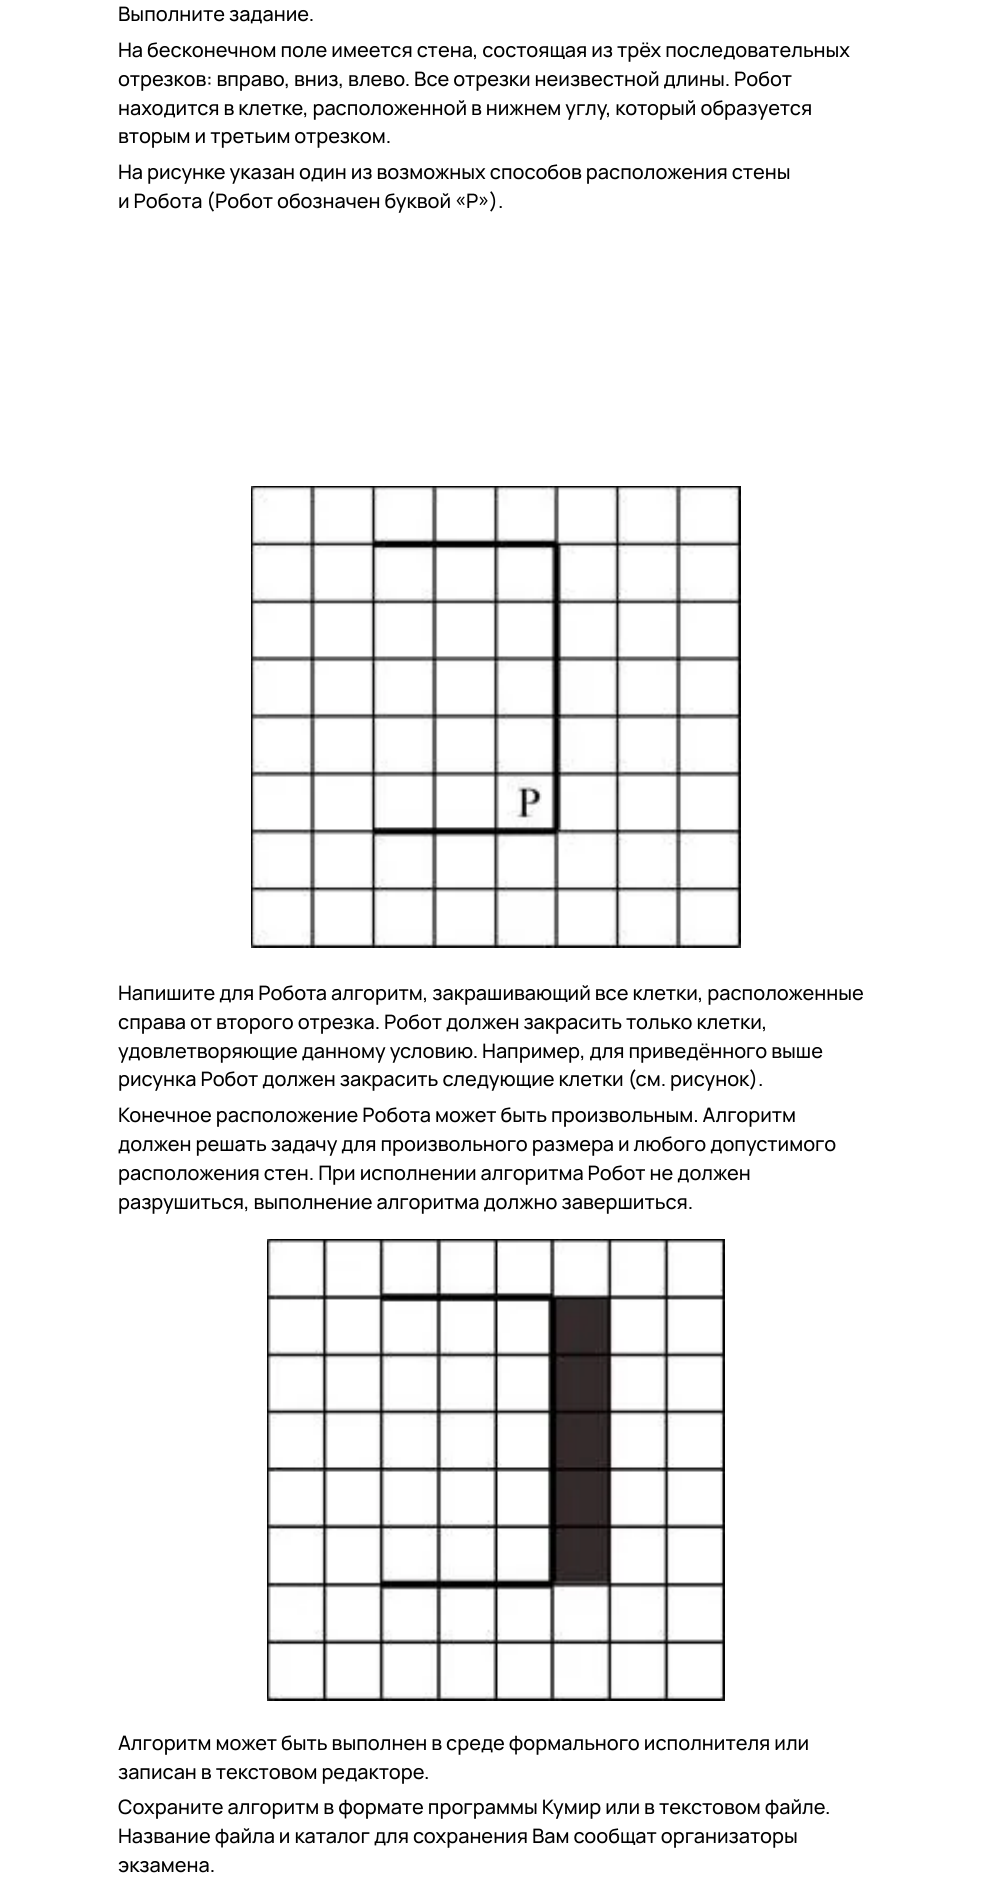 Выполните задание.
На бесконечном поле имеется стена, состоящая из трёх последовательных
отрезков: вправо, вниз, влево. Все отрезки неизвестной длины. Робот
находится в клетке, расположенной в нижнем углу, который образуется
вторым и третьим отрезком.
На рисунке указан один из возможных способов расположения стены
и Робота (Робот обозначен буквой «Р»).
Р
Напишите для Робота алгоритм, закрашивающий все клетки, расположенные
справа от второго отрезка. Робот должен закрасить только клетки,
удовлетворяющие данному условию. Например, для приведённого выше
рисунка Робот должен закрасить следующие клетки (см. рисунок).
Конечное расположение Робота может быть произвольным. Алгоритм
должен решать задачу для произвольного размера и любого допустимого
расположения стен. При исполнении алгоритма Робот не должен
разрушиться, выполнение алгоритма должно завершиться.
Алгоритм может быть выполнен в среде формального исполнителя или
записан в текстовом редакторе.
Сохраните алгоритм в формате программы Кумир или в текстовом файле.
Название файла и каталог для сохранения Вам сообщат организаторы
экзамена.